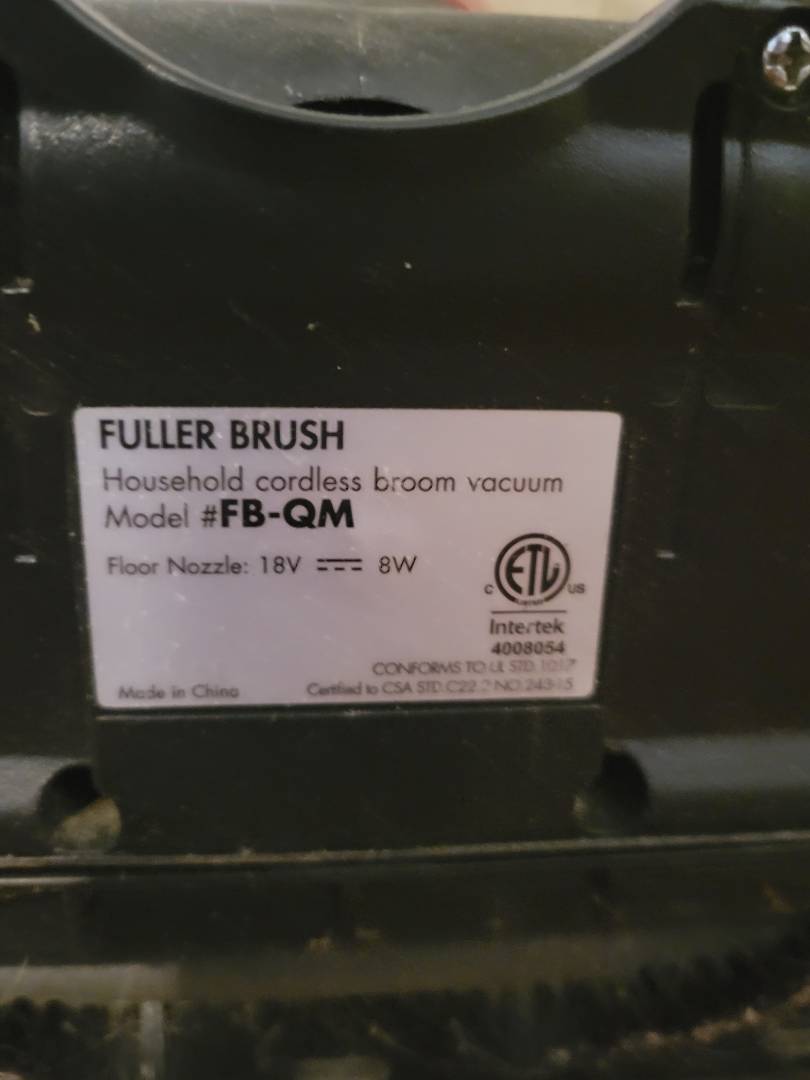 FULLER BRUSH
Household cordless broom vacuum
Model #FB-QM
Floor Nozzle: 18V ⎓ 8W
C ETL US
Intertek
4008054
CONFORMS TO UL STD. 1017
Certified to CSA STD. C22.2 NO.243-15
Made in China